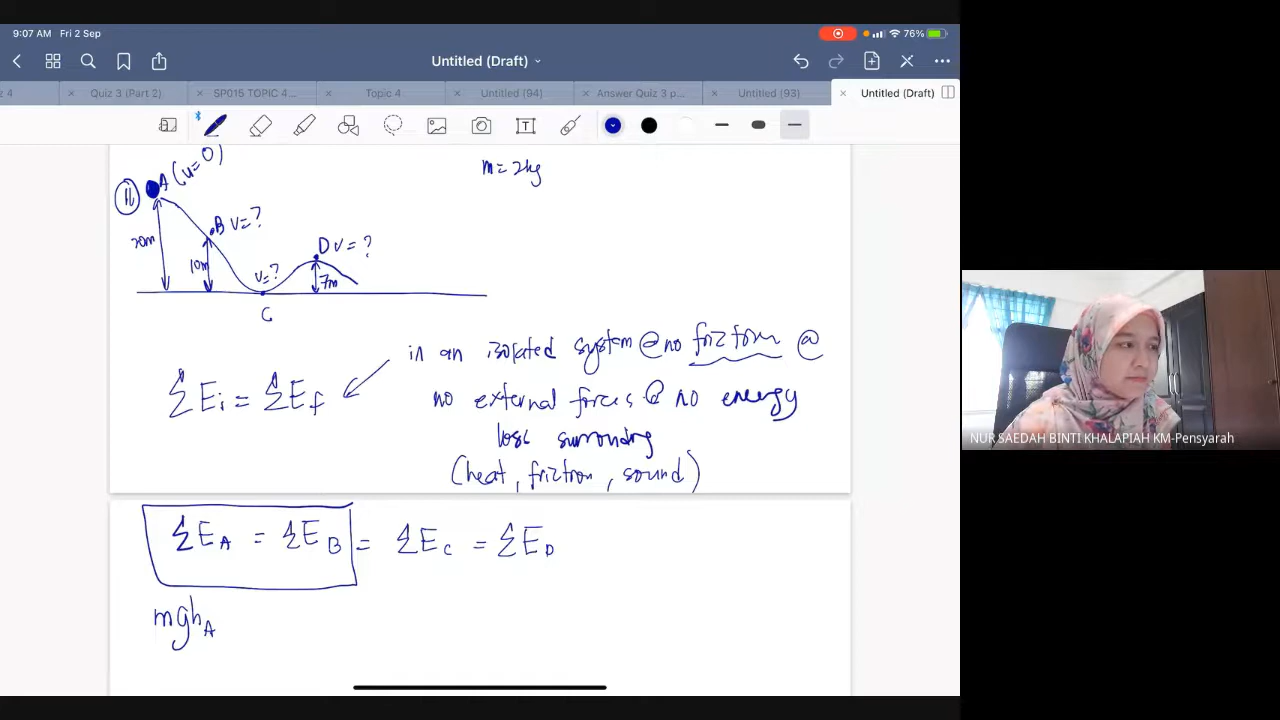 9:07 AM Fri 2 Sep
76%
Untitled (Draft)
z 4
Quiz 3 (Part 2)
SP015 TOPIC 4...
Topic 4
Untitled (94)
Answer Quiz 3 p...
Untitled (93)
Untitled (Draft)
A (u=0)
m = 2kg
B v=?
20m
D v=?
10m
v=?
7m
C
in an isolated system @ no friction @
ΣEi = ΣEf
no external forces @ no energy
loss surrounding
(heat, friction, sound)
ΣEA = ΣEB = ΣEC = ΣED
mghA
NUR SAEDAH BINTI KHALAPIAH KM-Pensyarah